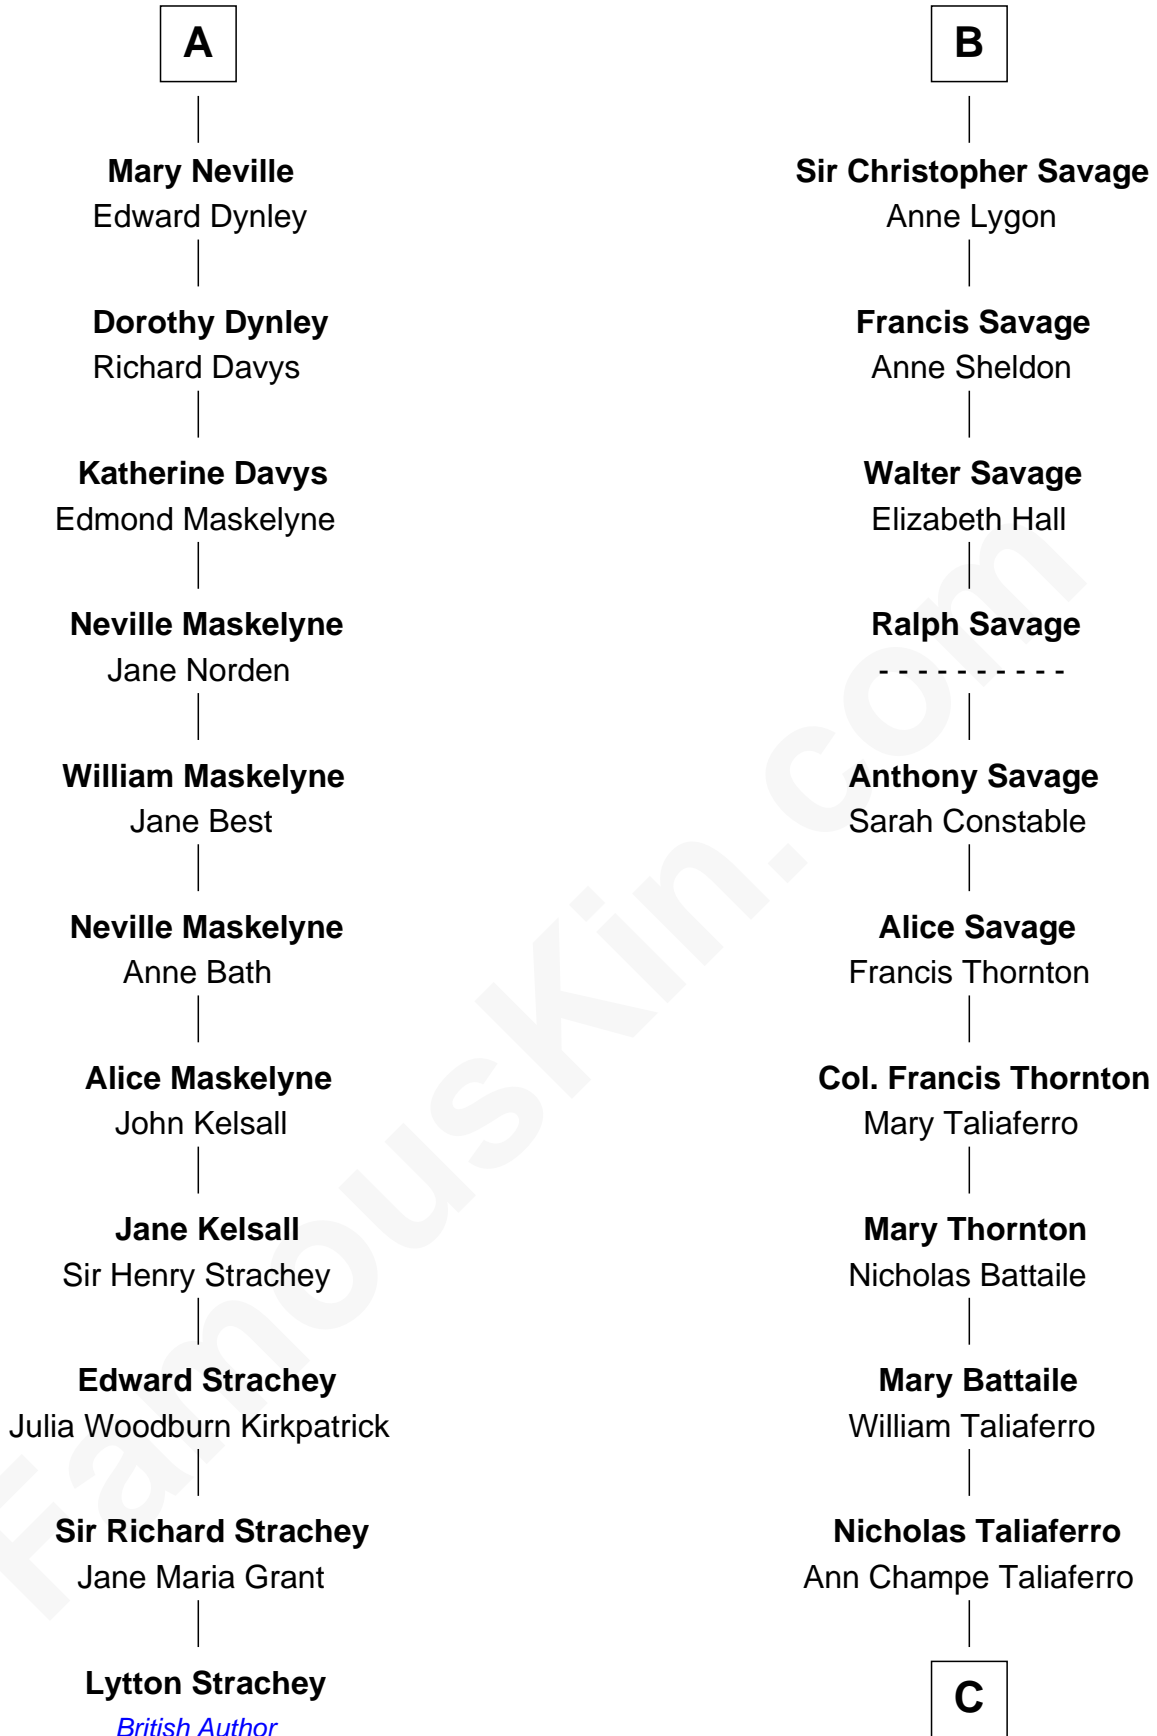 A
Mary Neville
Edward Dynley
Dorothy Dynley
Richard Davys
Katherine Davys
Edmond Maskelyne
Neville Maskelyne
Jane Norden
William Maskelyne
Jane Best
Neville Maskelyne
Anne Bath
Alice Maskelyne
John Kelsall
Jane Kelsall
Sir Henry Strachey
Edward Strachey
Julia Woodburn Kirkpatrick
Sir Richard Strachey
Jane Maria Grant
Lytton Strachey
British Author
B
Sir Christopher Savage
Anne Lygon
Francis Savage
Anne Sheldon
Walter Savage
Elizabeth Hall
Ralph Savage
- - - - - - - - - -
Anthony Savage
Sarah Constable
Alice Savage
Francis Thornton
Col. Francis Thornton
Mary Taliaferro
Mary Thornton
Nicholas Battaile
Mary Battaile
William Taliaferro
Nicholas Taliaferro
Ann Champe Taliaferro
C
FamousKin.com